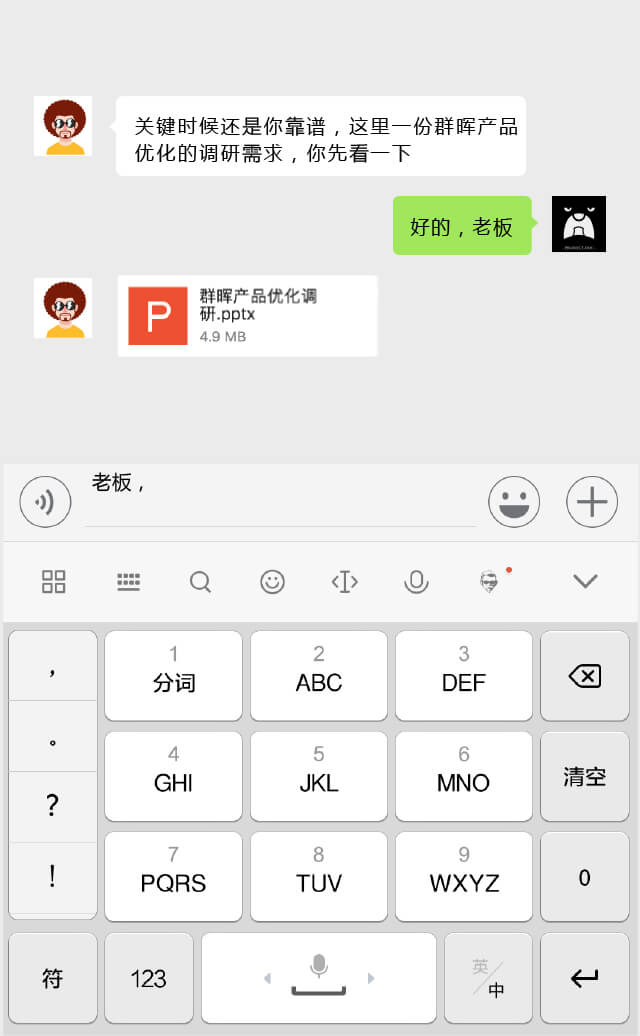 关键时候还是你靠谱，这里一份群晖产品
优化的调研需求，你先看一下
好的，老板
P
群晖产品优化调
研.pptx
4.9 MB
老板，
，
1
分词
2
ABC
3
DEF
。
4
GHI
5
JKL
6
MNO
清空
?
!
7
PQRS
8
TUV
9
WXYZ
0
符
123
英
中